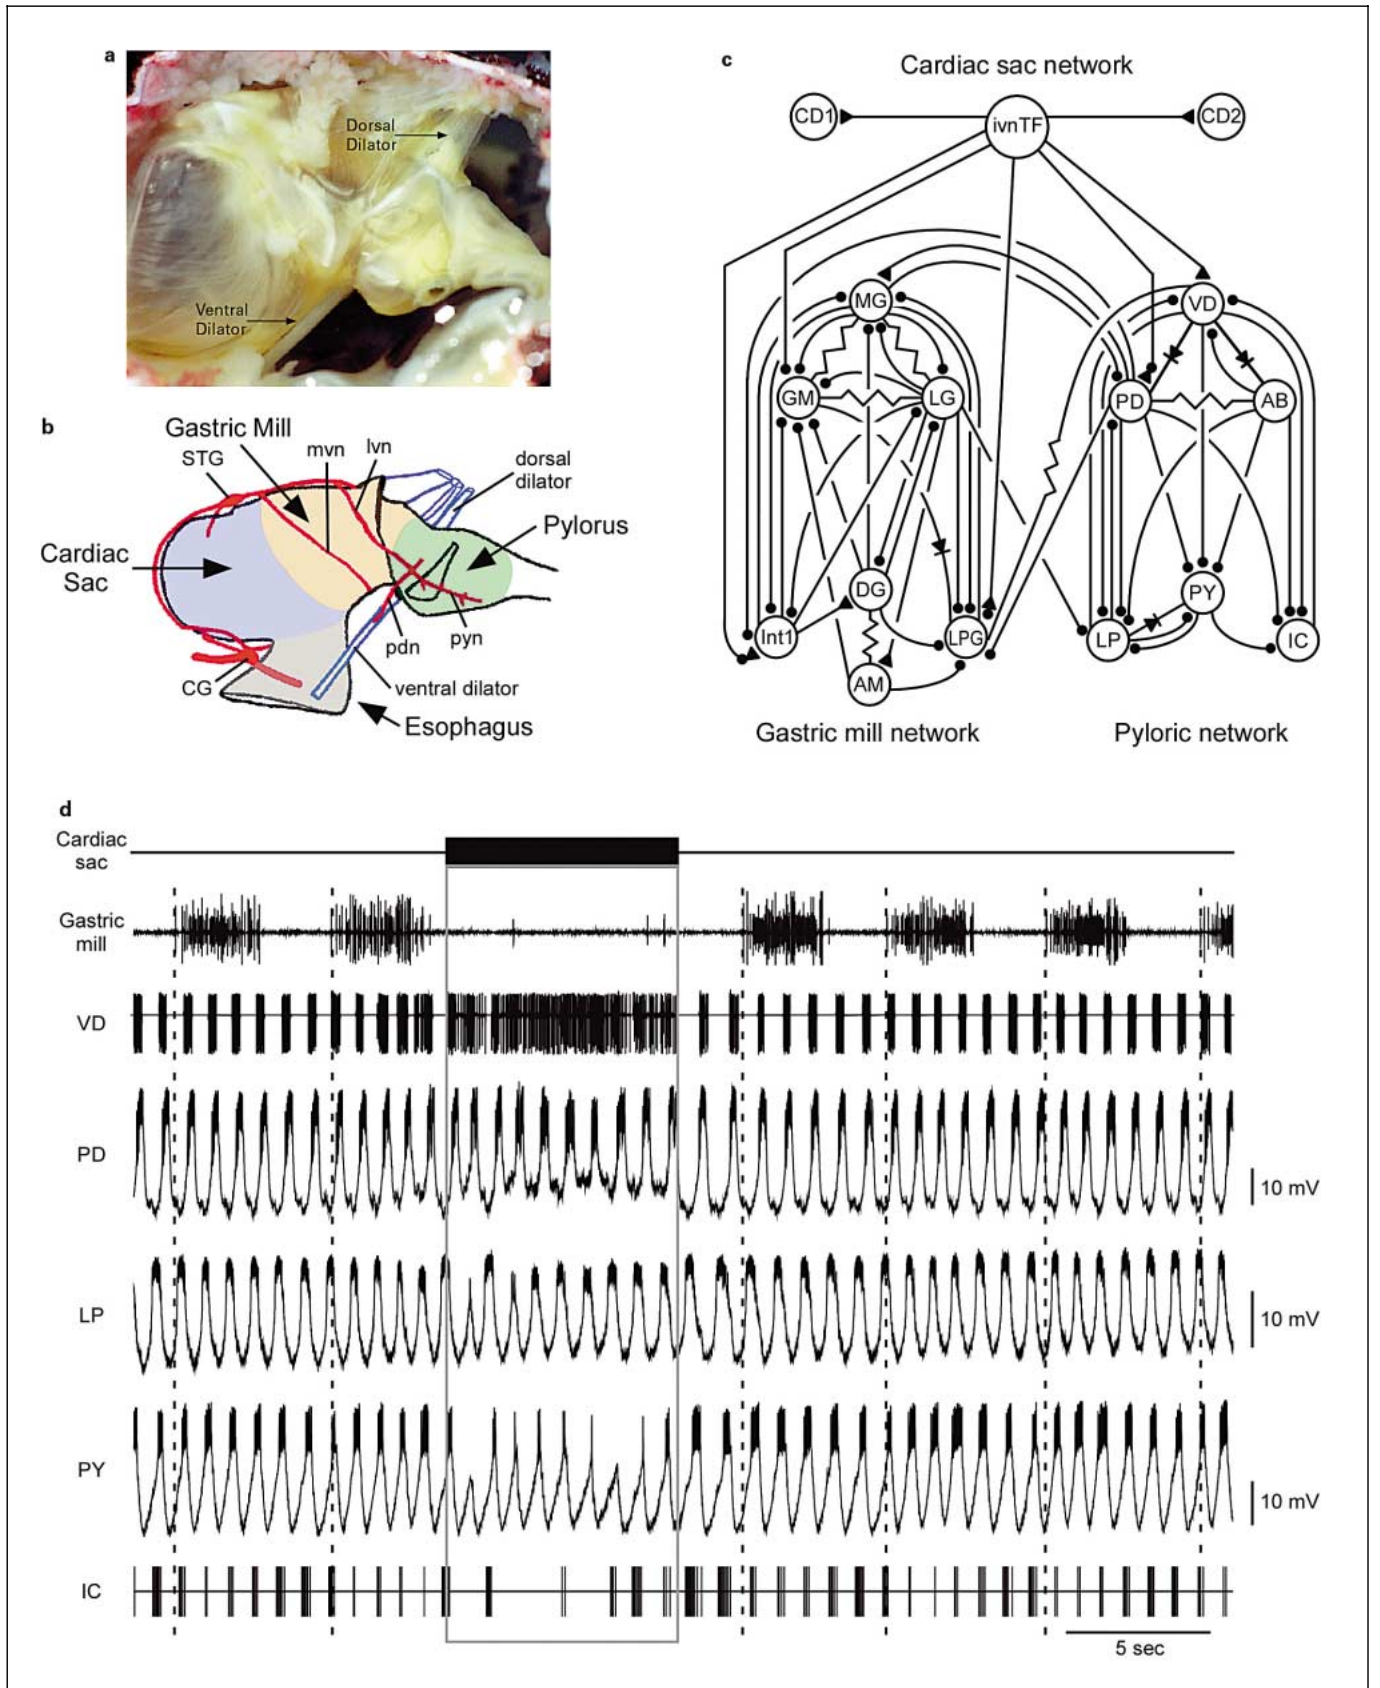 a
Dorsal
Dilator
Ventral
Dilator
b
Gastric Mill
STG
mvn
lvn
dorsal
dilator
Pylorus
Cardiac
Sac
pdn
pyn
CG
ventral dilator
Esophagus
c
Cardiac sac network
CD1
ivnTF
CD2
MG
VD
GM
LG
PD
AB
DG
PY
Int1
LPG
LP
IC
AM
Gastric mill network
Pyloric network
d
Cardiac
sac
Gastric
mill
VD
PD
10 mV
LP
10 mV
PY
10 mV
IC
5 sec